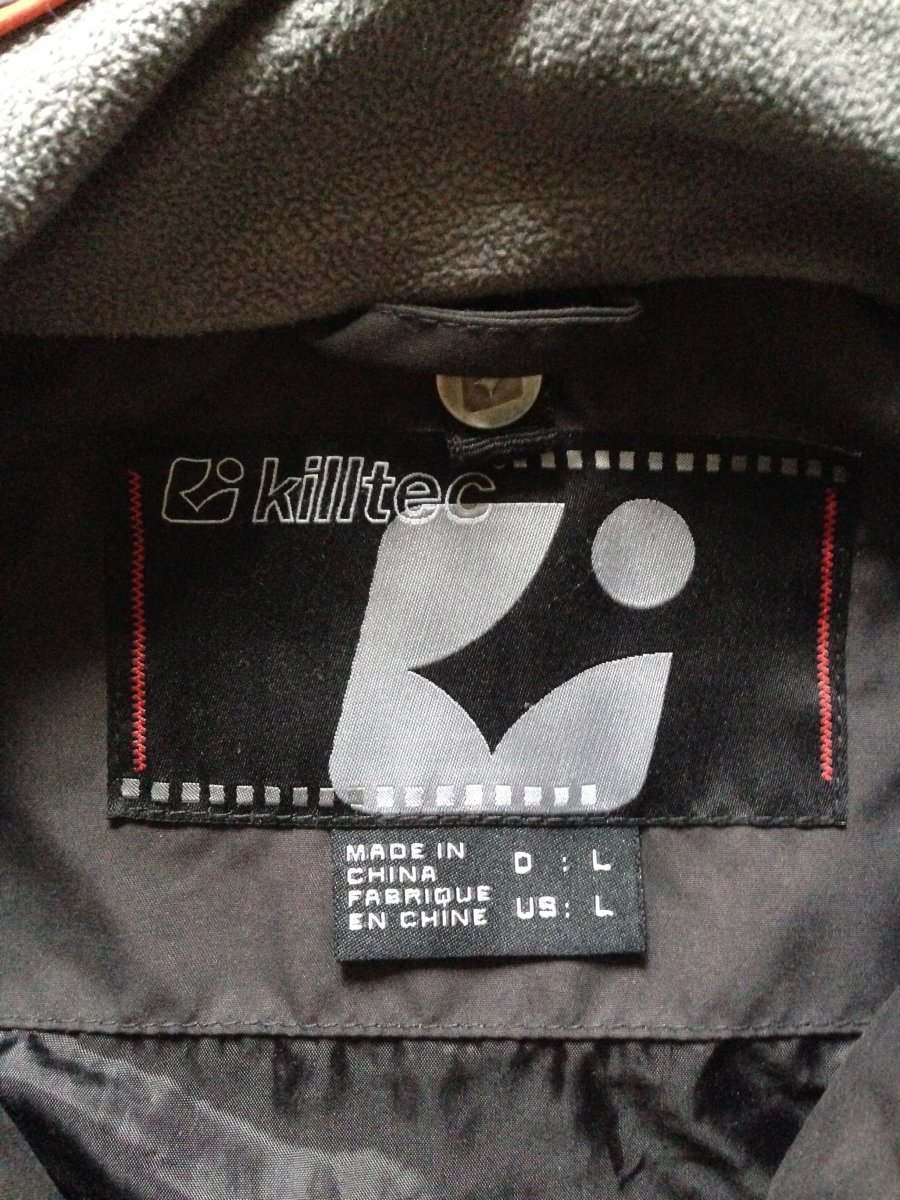 killtec
MADE IN
CHINA
FABRIQUE
EN CHINE
D : L
US: L